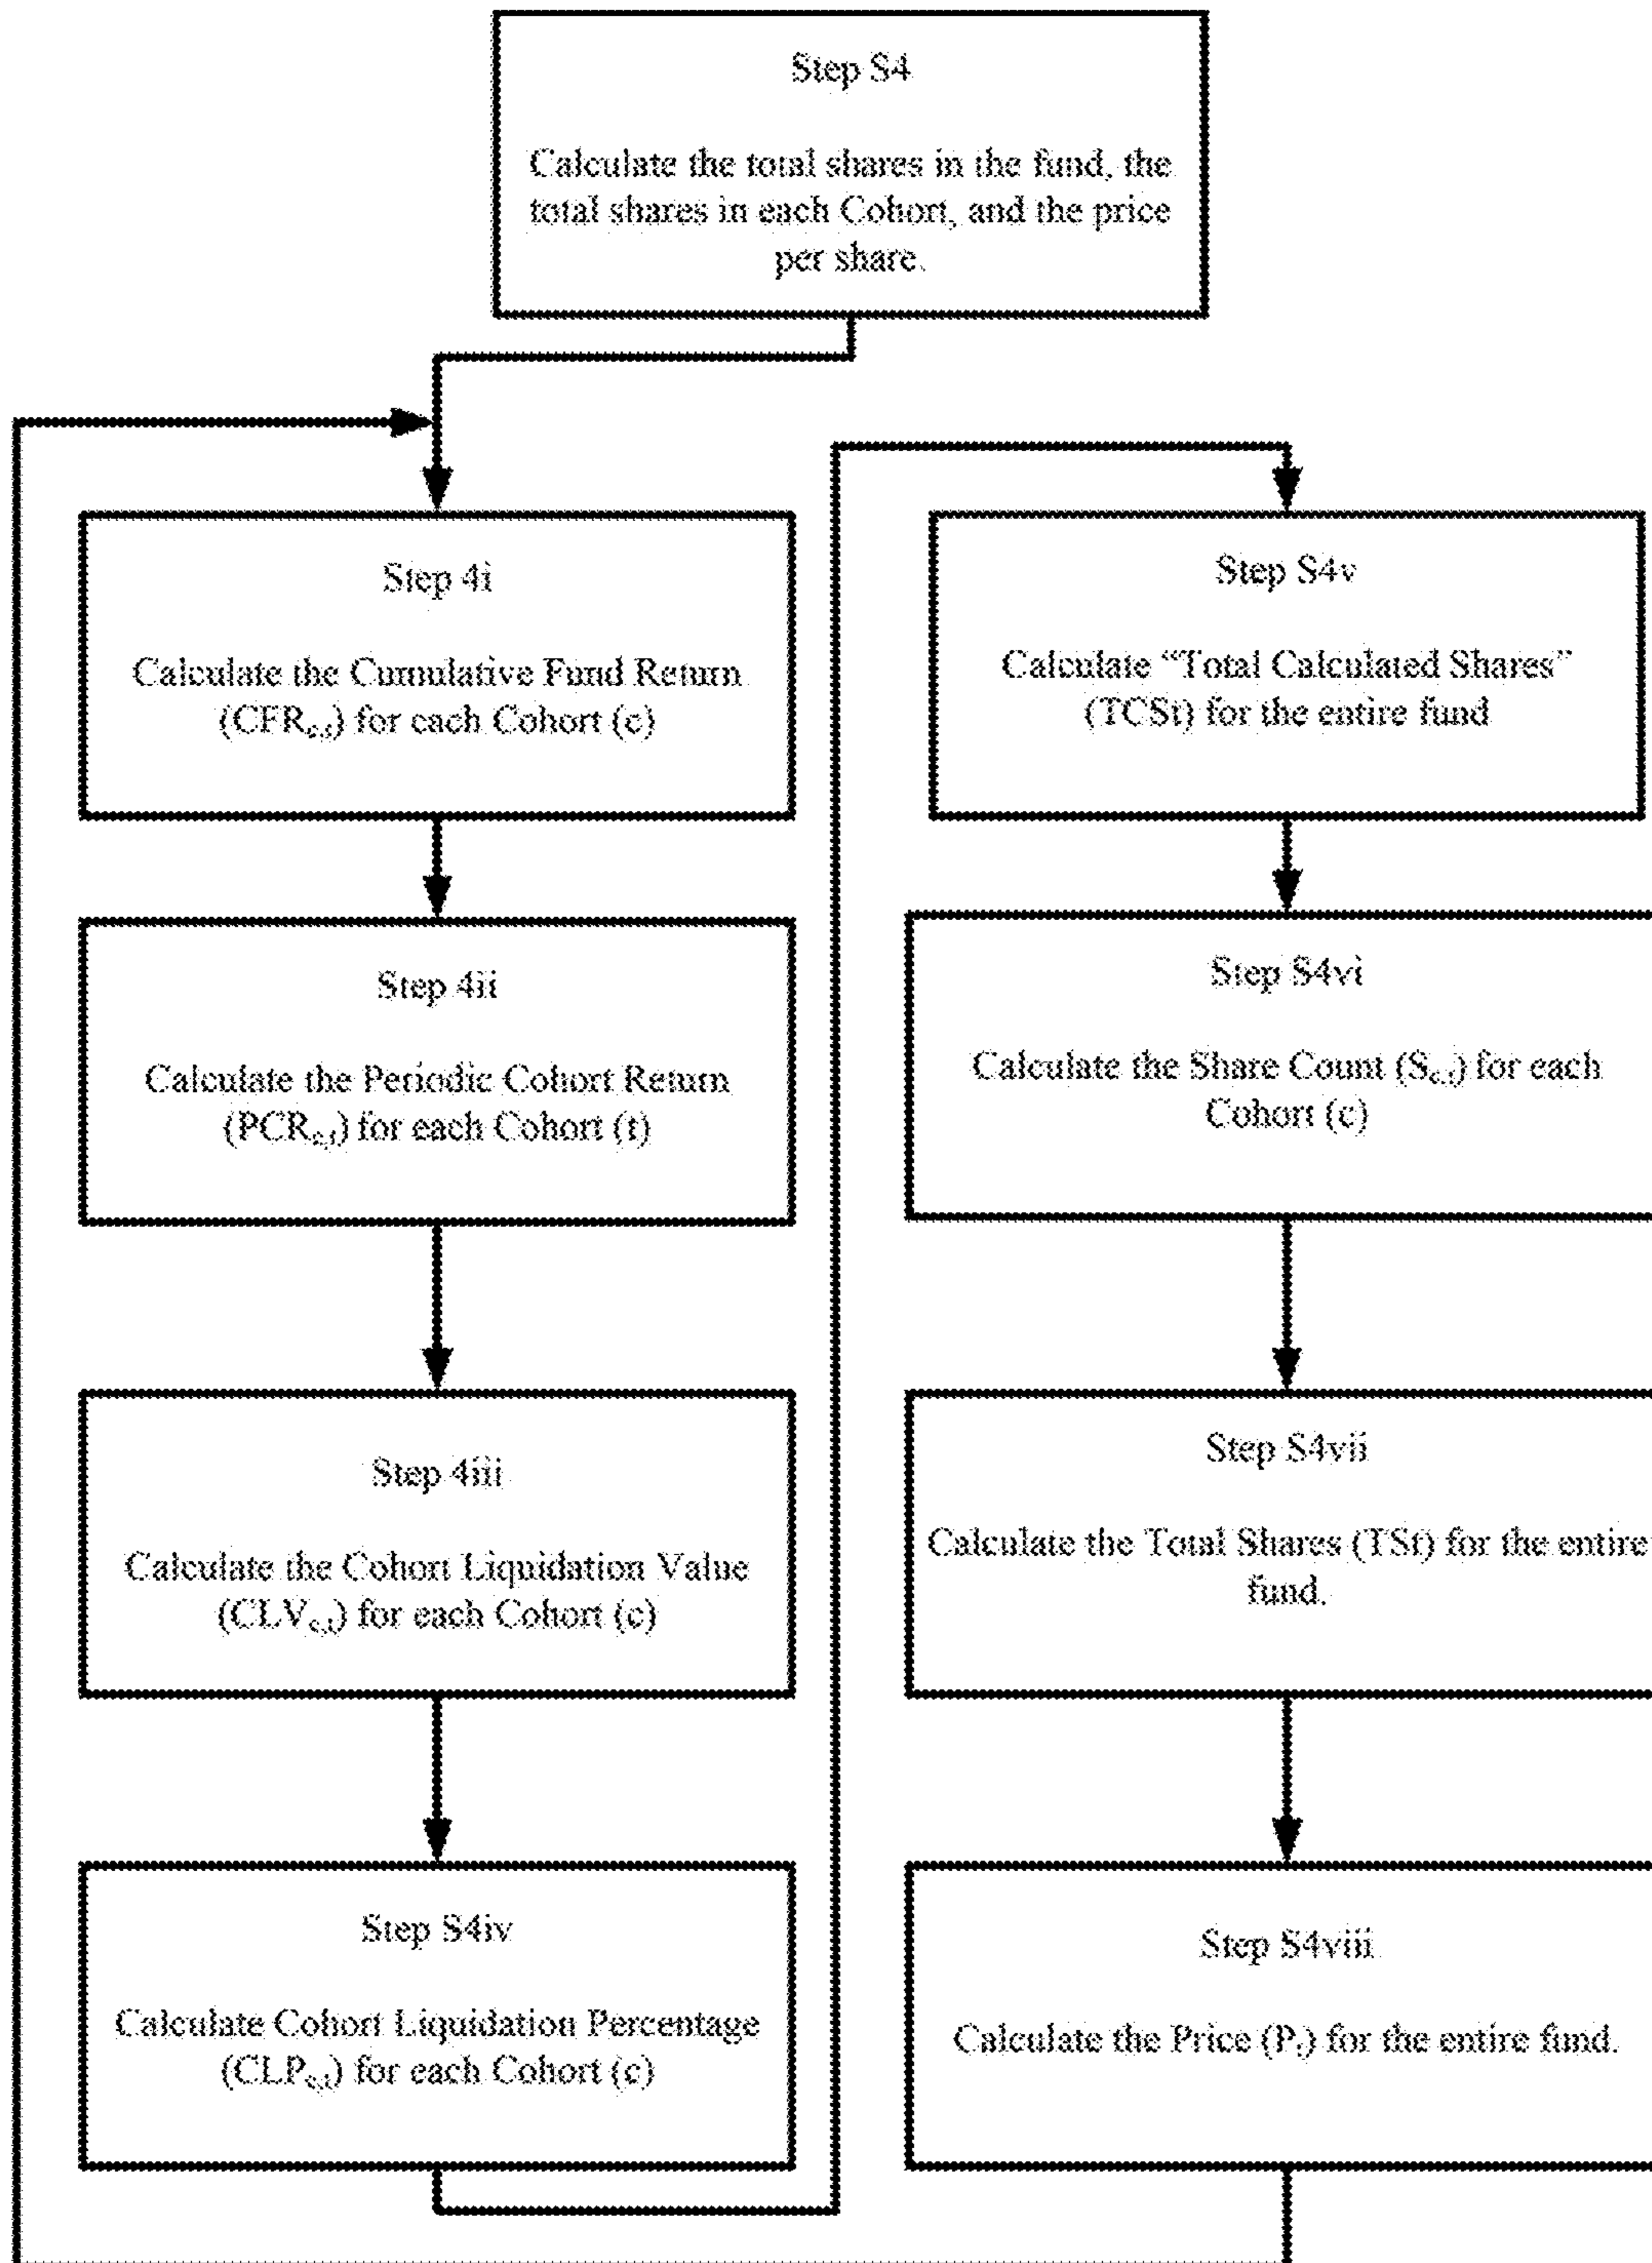 Step S4
Calculate the total shares in the fund, the
total shares in each Cohort, and the price
per share.
Step 4i
Calculate the Cumulative Fund Return
(CFRc,t) for each Cohort (c)
Step 4ii
Calculate the Periodic Cohort Return
(PCRc,t) for each Cohort (t)
Step 4iii
Calculate the Cohort Liquidation Value
(CLVc,t) for each Cohort (c)
Step S4iv
Calculate Cohort Liquidation Percentage
(CLPc,t) for each Cohort (c)
Step S4v
Calculate “Total Calculated Shares”
(TCSt) for the entire fund
Step S4vi
Calculate the Share Count (Sc,t) for each
Cohort (c)
Step S4vii
Calculate the Total Shares (TSt) for the entire
fund.
Step S4viii
Calculate the Price (Pt) for the entire fund.